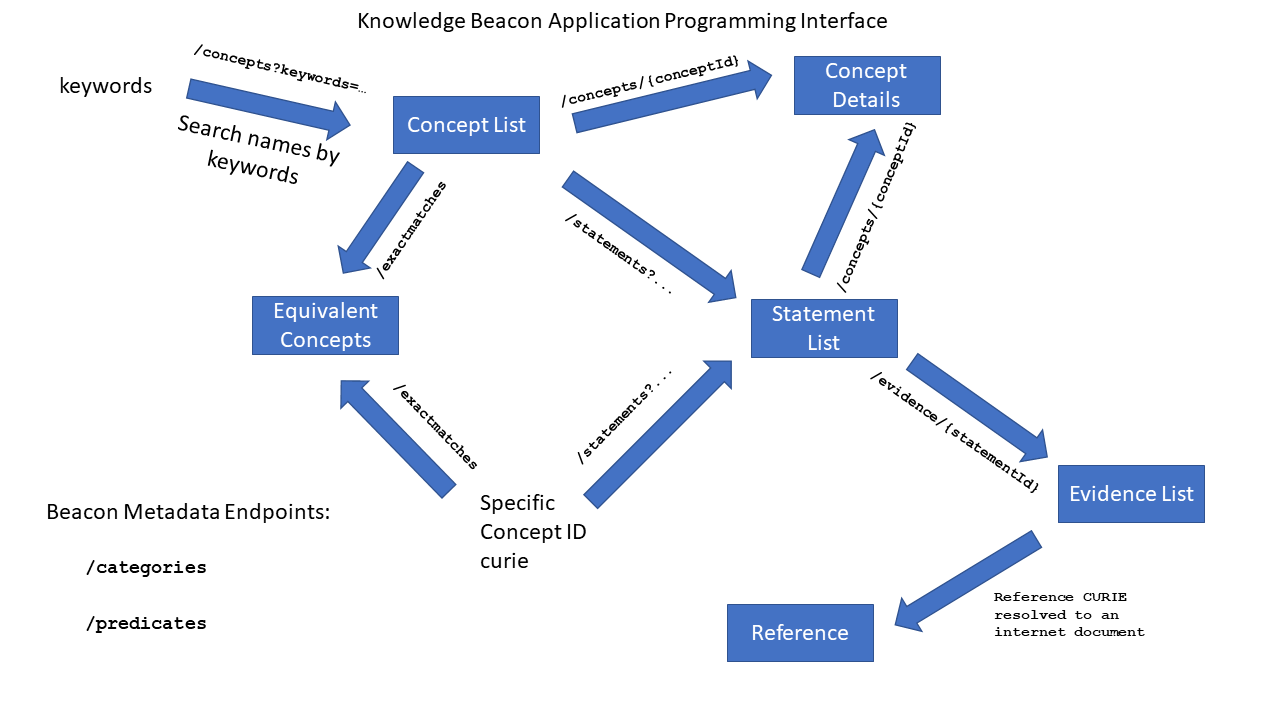 Knowledge Beacon Application Programming Interface
/concepts?keywords=…
keywords
Search names by
keywords
Concept List
/concepts/{conceptId}
Concept
Details
/exactmatches
/statements?...
/concepts/{conceptId}
Equivalent
Concepts
Statement
List
/exactmatches
/statements?...
/evidence/{statementId}
Evidence List
Specific
Concept ID
curie
Beacon Metadata Endpoints:
/categories
/predicates
Reference CURIE
resolved to an
internet document
Reference